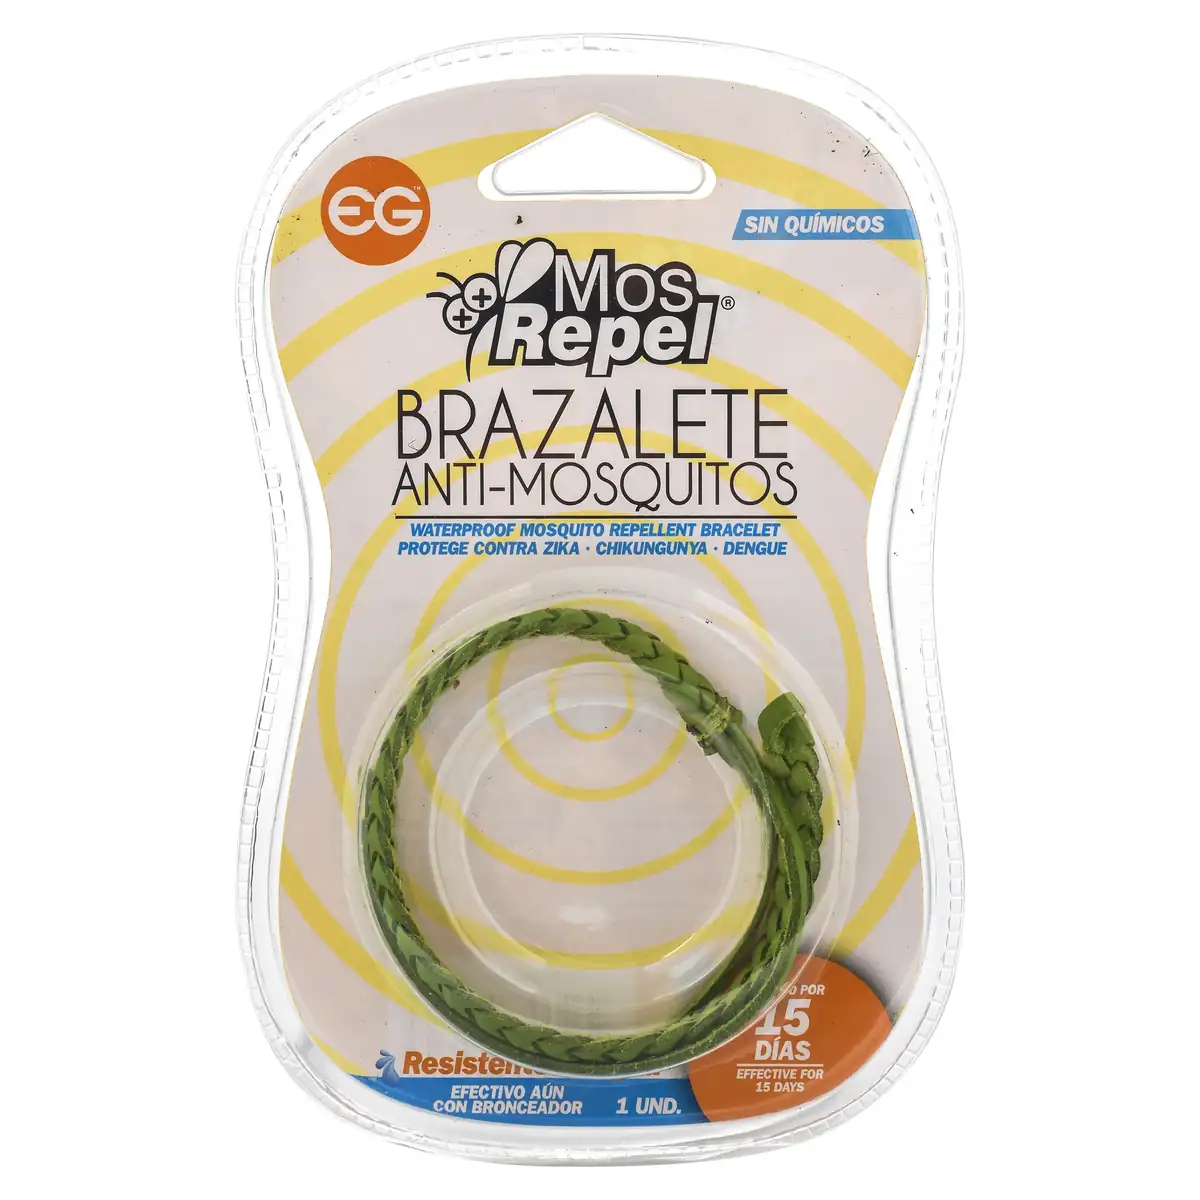 EG™
SIN QUÍMICOS
Mos
Repel®
BRAZALETE
ANTI-MOSQUITOS
WATERPROOF MOSQUITO REPELLENT BRACELET
PROTEGE CONTRA ZIKA · CHIKUNGUNYA · DENGUE
POR
15
DÍAS
EFFECTIVE FOR
15 DAYS
EFECTIVO AÚN
CON BRONCEADOR
1 UND.